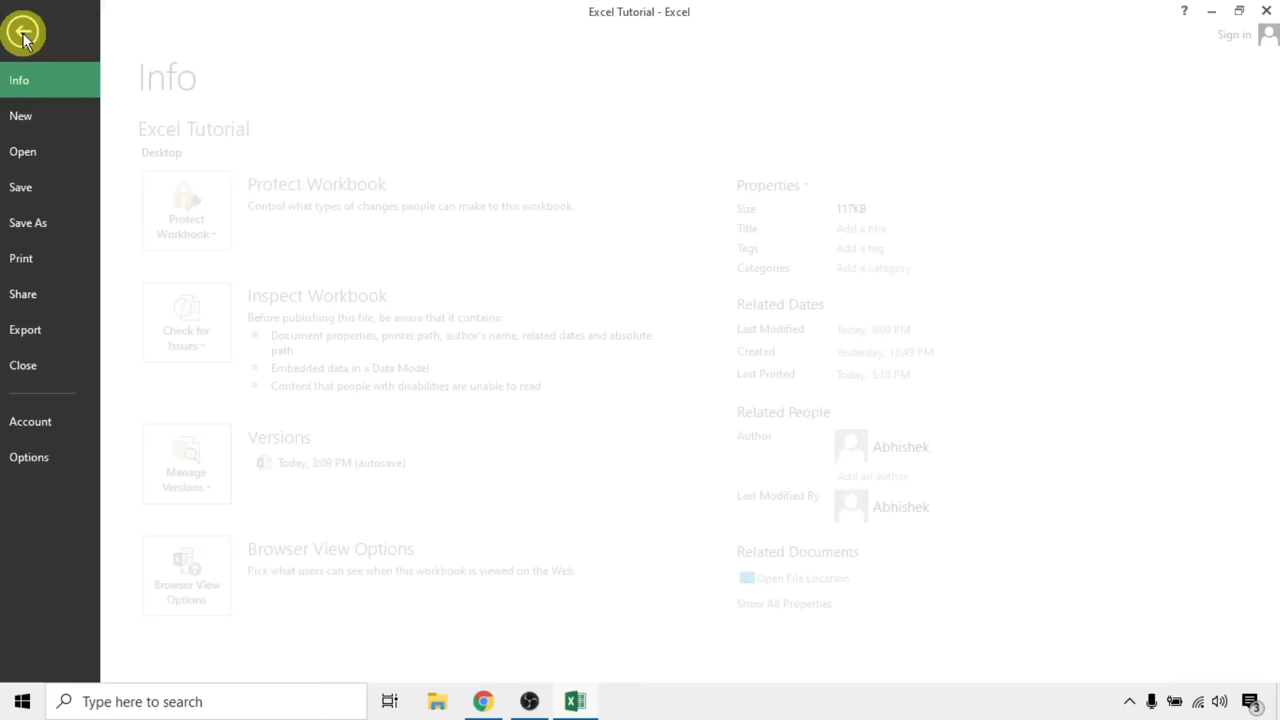 Excel Tutorial - Excel
?
Sign in
Info
New
Open
Save
Save As
Print
Share
Export
Close
Account
Options
Info
Excel Tutorial
Desktop
Protect
Workbook
Protect Workbook
Control what types of changes people can make to this workbook.
Check for
Issues
Inspect Workbook
Before publishing this file, be aware that it contains:
Document properties, printer path, author's name, related dates and absolute
path
Embedded data in a Data Model
Content that people with disabilities are unable to read
Manage
Versions
Versions
Today, 3:09 PM (autosave)
Browser View
Options
Browser View Options
Pick what users can see when this workbook is viewed on the Web.
Properties
Size 117KB
Title Add a title
Tags Add a tag
Categories Add a category
Related Dates
Last Modified Today, 3:09 PM
Created Yesterday, 12:49 PM
Last Printed Today, 3:10 PM
Related People
Author Abhishek
Add an author
Last Modified By Abhishek
Related Documents
Open File Location
Show All Properties
Type here to search
3